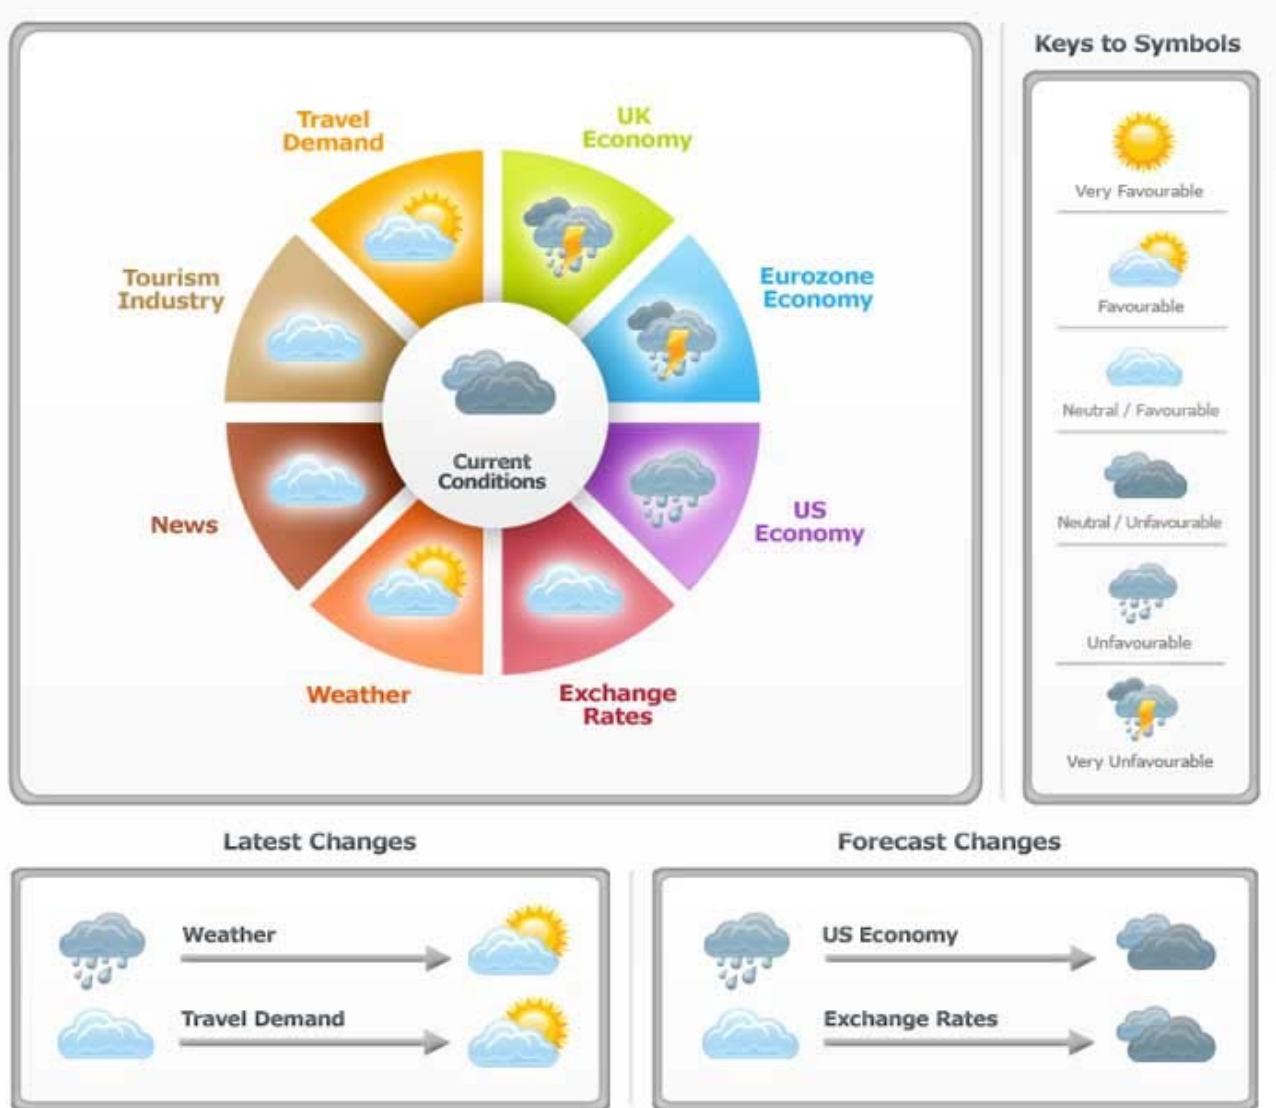 Keys to Symbols
Travel
Demand
UK
Economy
Tourism
Industry
Eurozone
Economy
Current
Conditions
News
US
Economy
Weather
Exchange
Rates
Very Favourable
Favourable
Neutral / Favourable
Neutral / Unfavourable
Unfavourable
Very Unfavourable
Latest Changes
Weather
Travel Demand
Forecast Changes
US Economy
Exchange Rates